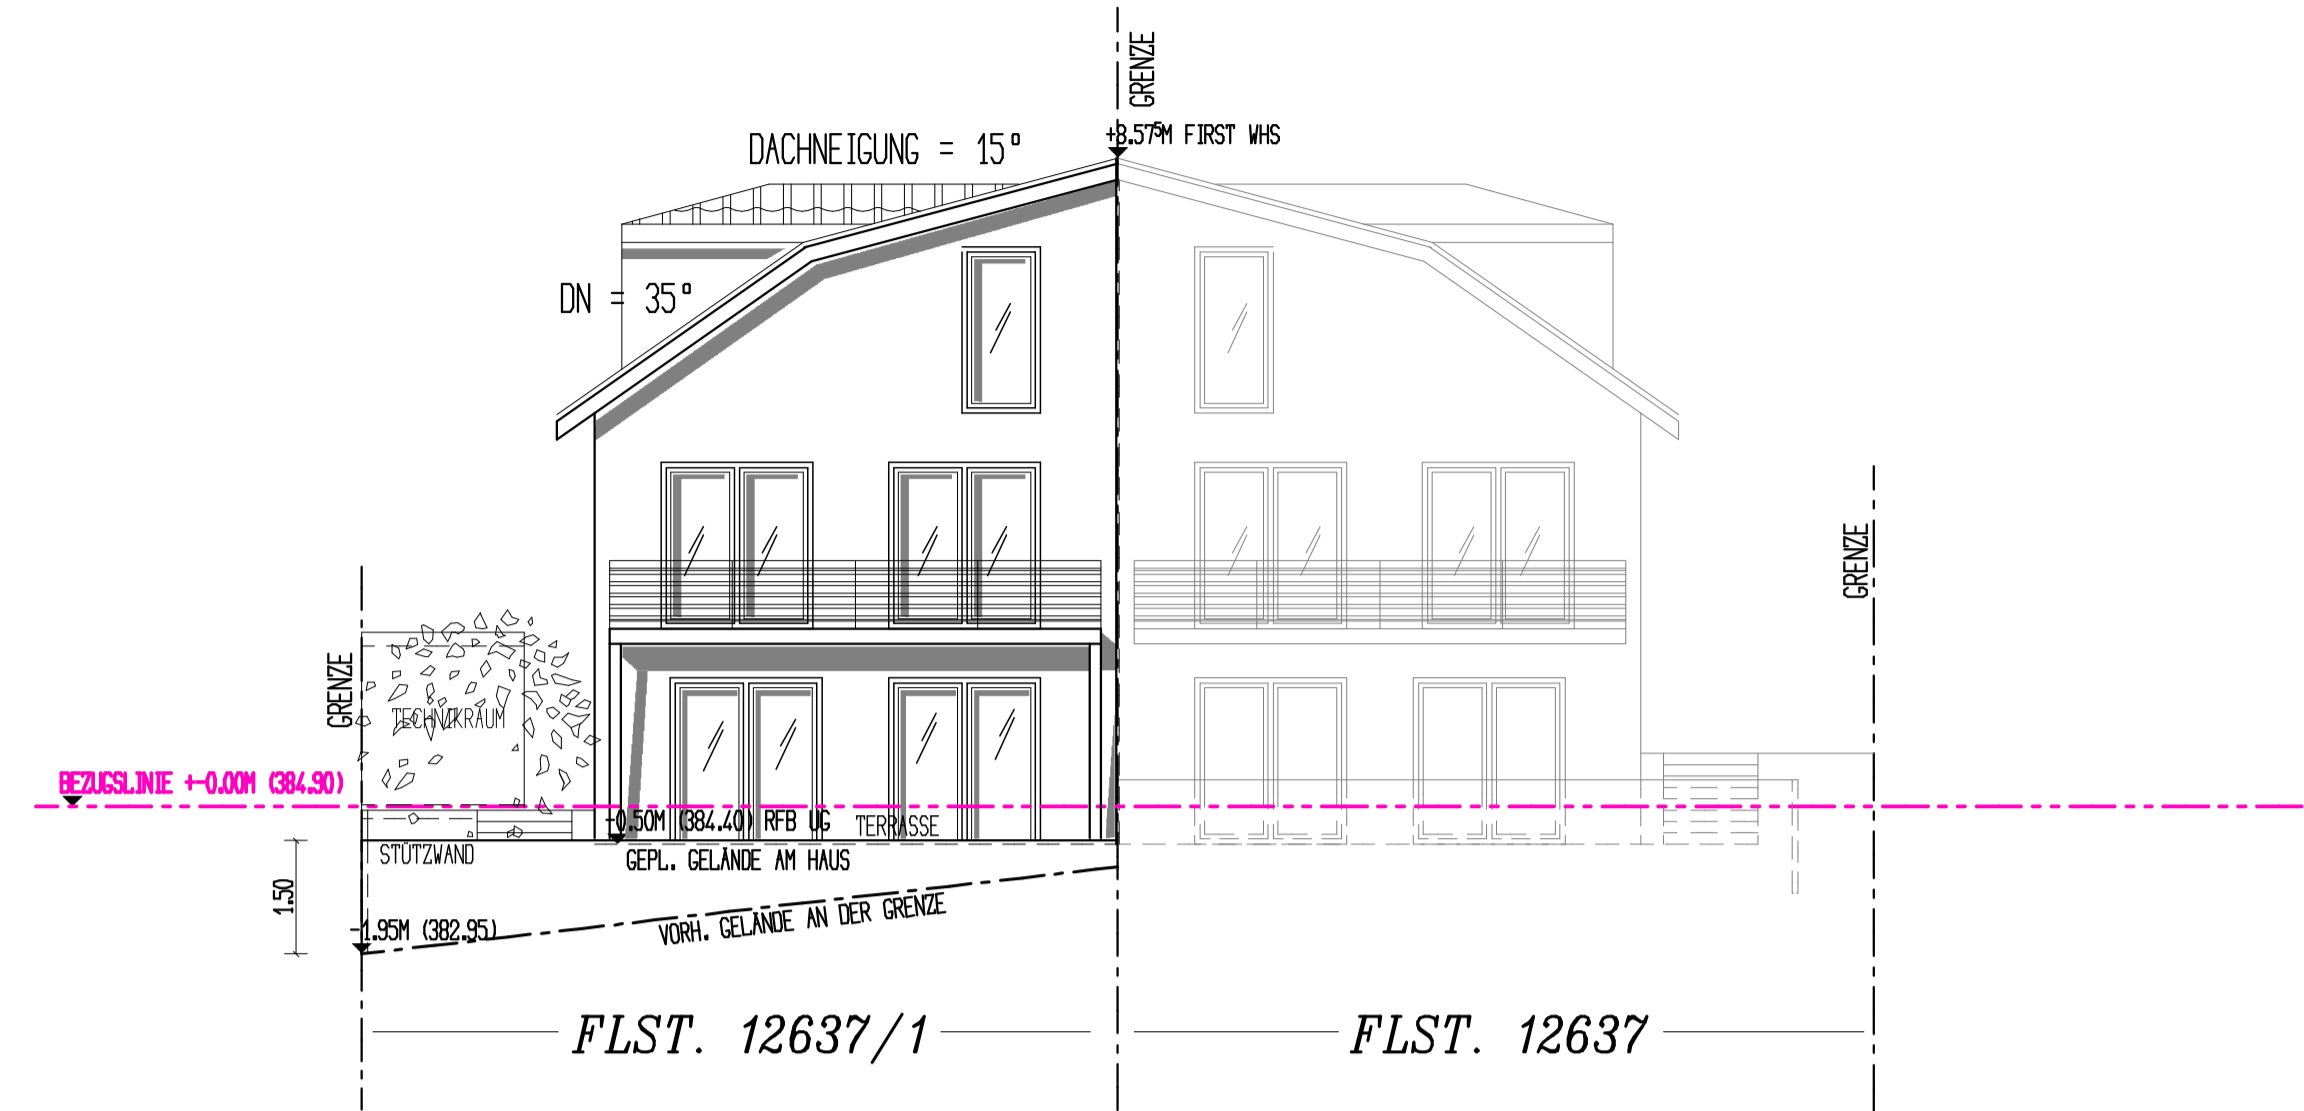 GRENZE
+8.57⁵M FIRST WHS
DACHNEIGUNG = 15°
DN = 35°
GRENZE
GRENZE
TECHNIKRAUM
BEZUGSLINIE +-0.00M (384.90)
-0.50M (384.40) RFB UG
TERRASSE
STÜTZWAND
GEPL. GELÄNDE AM HAUS
1.50
-1.95M (382.95)
VORH. GELÄNDE AN DER GRENZE
FLST. 12637/1
FLST. 12637